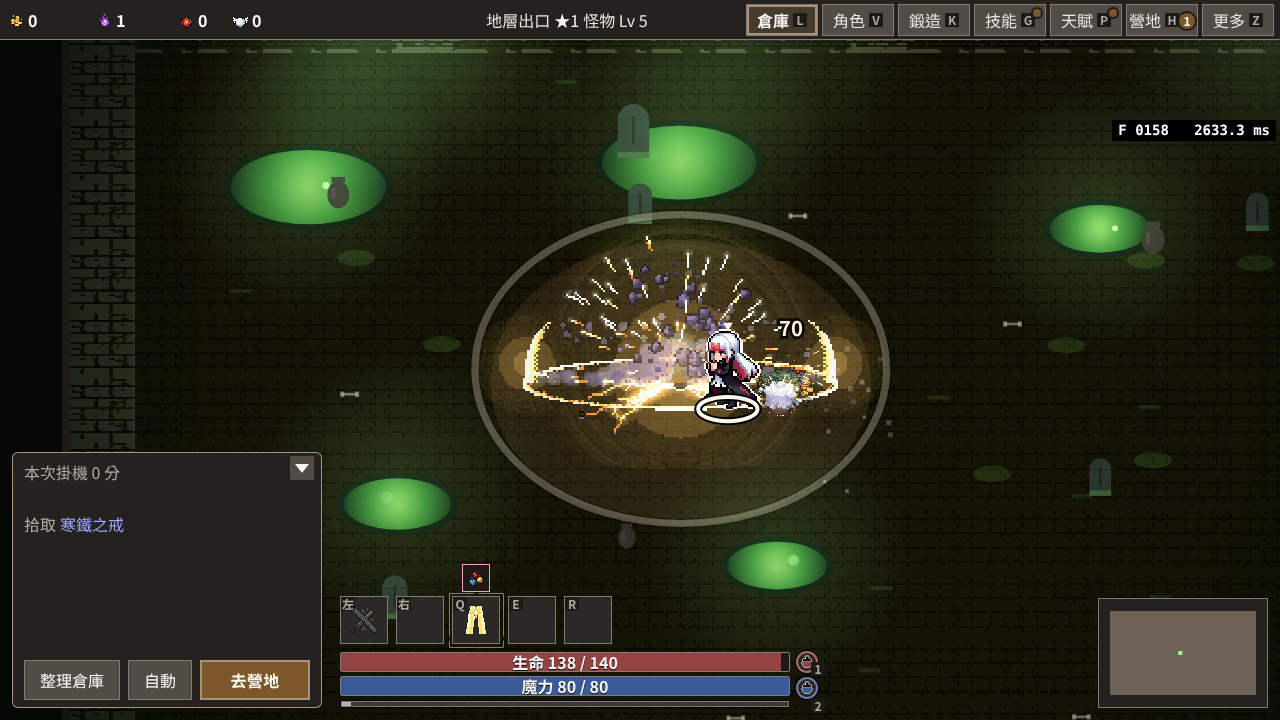 0 1 0 0
地層出口 ★1 怪物 Lv 5
倉庫 L 角色 V 鍛造 K 技能 G 天賦 P 營地 H 1 更多 Z
F 0158 2633.3 ms
-70
本次掛機 0 分
拾取 寒鐵之戒
整理倉庫 自動 去營地
左 右 Q E R
生命 138 / 140
1
魔力 80 / 80
2